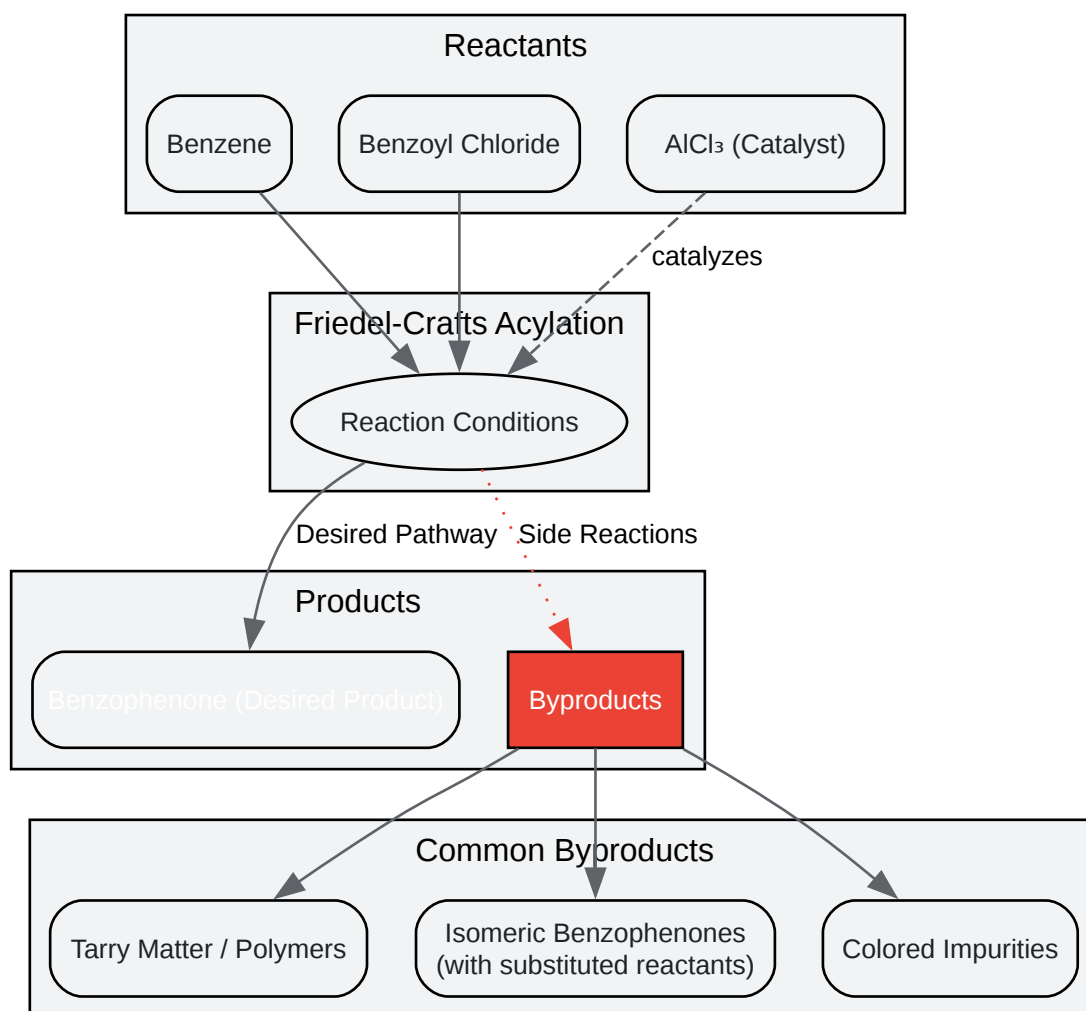 Reactants
Benzene
Benzoyl Chloride
AlCl₃ (Catalyst)
catalyzes
Friedel-Crafts Acylation
Reaction Conditions
Desired Pathway
Side Reactions
Products
Benzophenone (Desired Product)
Byproducts
Common Byproducts
Tarry Matter / Polymers
Isomeric Benzophenones
(with substituted reactants)
Colored Impurities